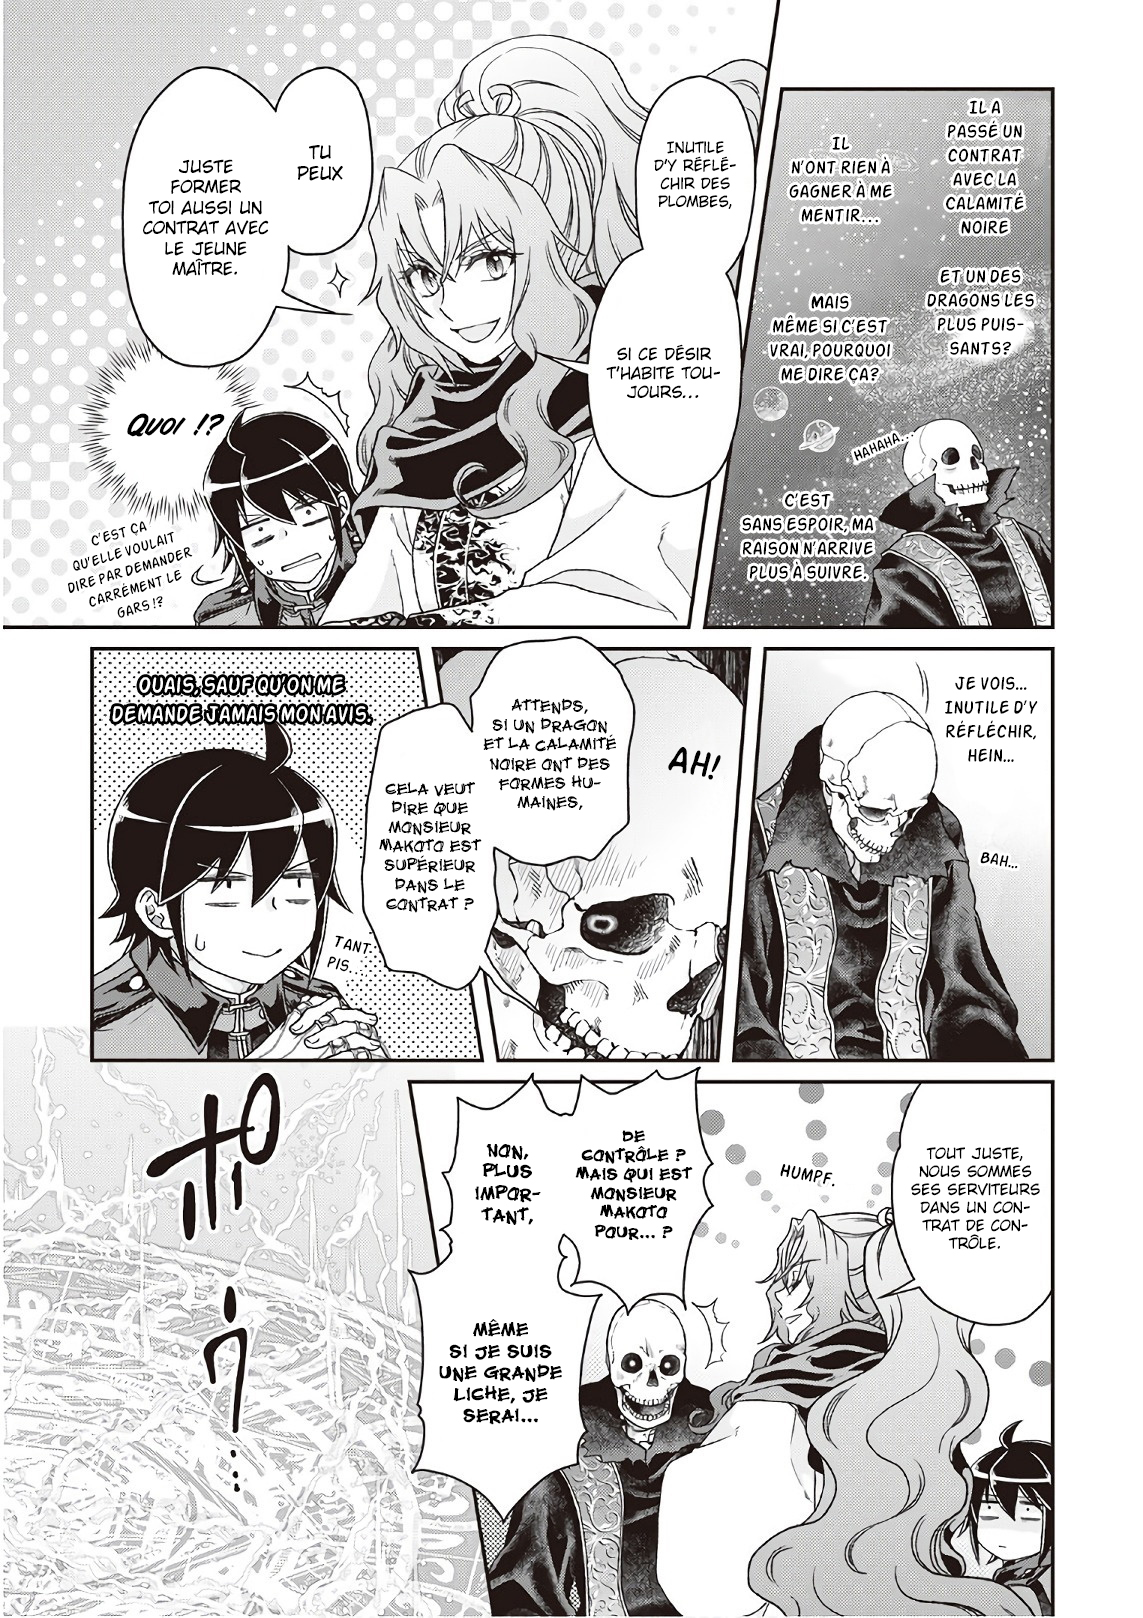 IL A
PASSÉ UN
CONTRAT
AVEC LA
CALAMITÉ
NOIRE
ET UN DES
DRAGONS LES
PLUS PUIS-
SANTS?
IL
N'ONT RIEN À
GAGNER À ME
MENTIR...
MAIS
MÊME SI C'EST
VRAI, POURQUOI
ME DIRE ÇA?
HAHAHA...
C'EST
SANS ESPOIR, MA
RAISON N'ARRIVE
PLUS À SUIVRE.
INUTILE
D'Y RÉFLÉ-
CHIR DES
PLOMBES,
SI CE DÉSIR
T'HABITE TOU-
JOURS...
TU
PEUX
JUSTE
FORMER
TOI AUSSI UN
CONTRAT AVEC
LE JEUNE
MAÎTRE.
QUOI !?
C'EST ÇA
QU'ELLE VOULAIT
DIRE PAR DEMANDER
CARRÉMENT LE
GARS !?
JE VOIS...
INUTILE D'Y
RÉFLÉCHIR,
HEIN...
BAH...
AH!
ATTENDS,
SI UN DRAGON
ET LA CALAMITÉ
NOIRE ONT DES
FORMES HU-
MAINES,
CELA VEUT
DIRE QUE
MONSIEUR
MAKOTO EST
SUPÉRIEUR
DANS LE
CONTRAT ?
OUAIS, SAUF QU'ON ME
DEMANDE JAMAIS MON AVIS.
TANT
PIS...
TOUT JUSTE,
NOUS SOMMES
SES SERVITEURS
DANS UN CON-
TRAT DE CON-
TRÔLE.
HUMPF.
DE
CONTRÔLE ?
MAIS QUI EST
MONSIEUR
MAKOTO
POUR... ?
NON,
PLUS
IMPOR-
TANT,
MÊME
SI JE SUIS
UNE GRANDE
LICHE, JE
SERAI...
ポーゥ…